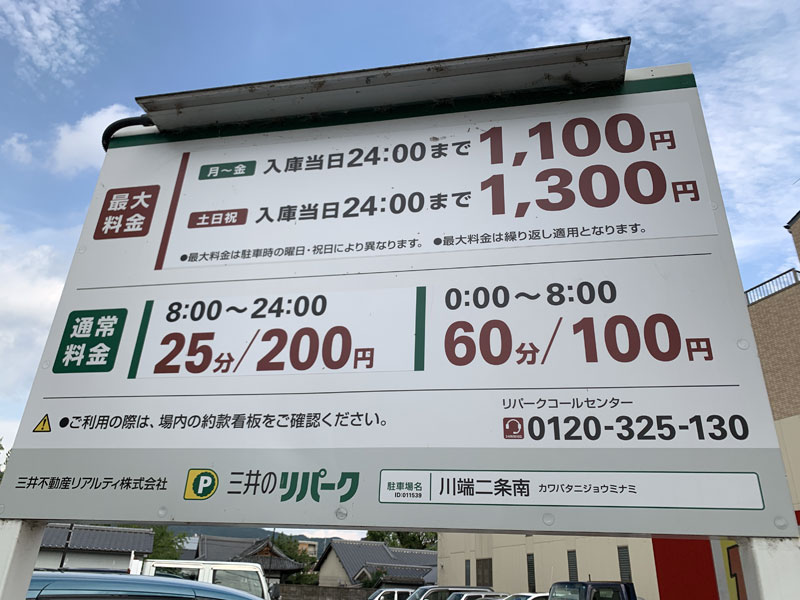 最大料金
月〜金 入庫当日24:00まで 1,100円
土日祝 入庫当日24:00まで 1,300円
●最大料金は駐車時の曜日・祝日により異なります。 ●最大料金は繰り返し適用となります。
通常料金
8:00〜24:00
25分/200円
0:00〜8:00
60分/100円
●ご利用の際は、場内の約款看板をご確認ください。
リパークコールセンター
0120-325-130
三井不動産リアルティ株式会社
P 三井のリパーク
駐車場名
ID:011539
川端二条南 カワバタニジョウミナミ